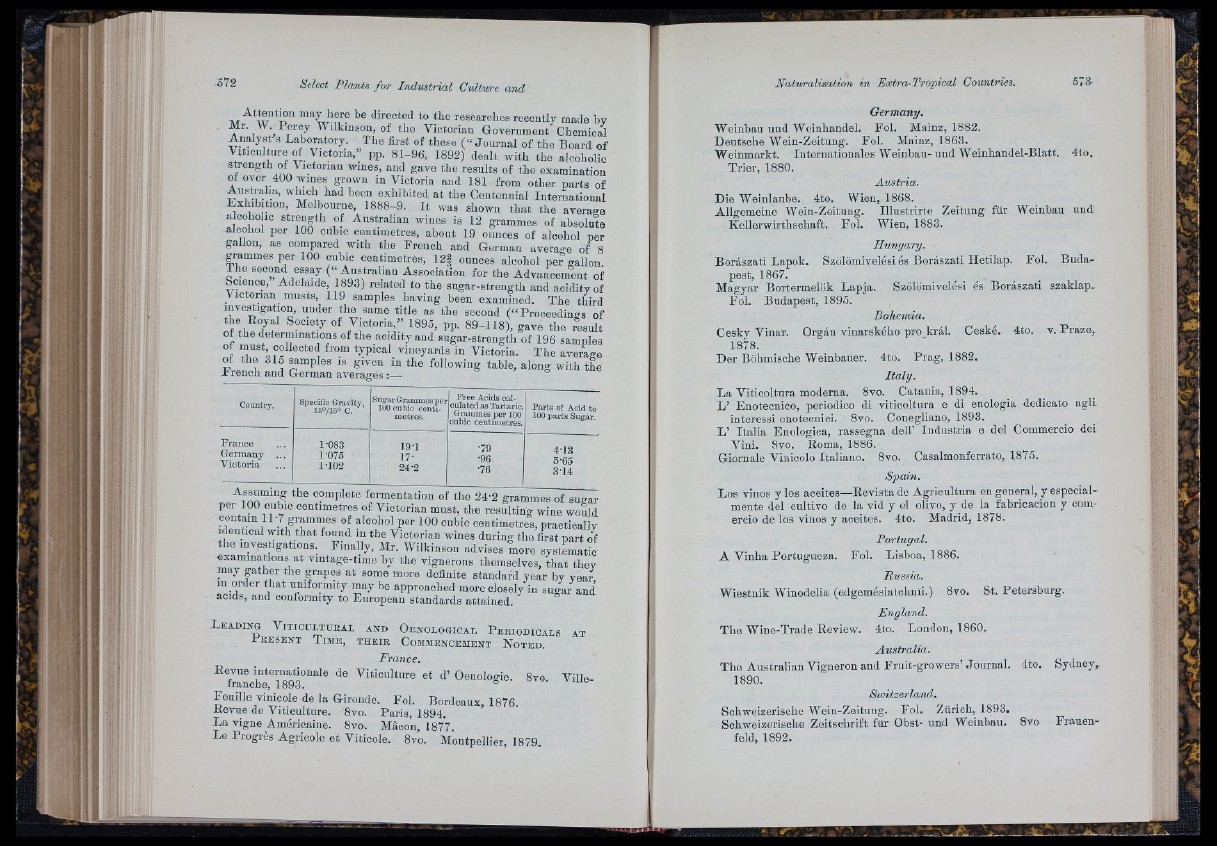 572 Select Plants for Industrial Culture and
Attention may here be directed to the researches recently made by
Mr. W. Percy Wilkinson, of the Victorian Government Chemical
Analyst's Laboratory. The first of these ("Journal of the Board of
Viticulture of Victoria," pp. 81-96, 1892) dealt with the alcoholic
strength of Victorian wines, and gave the results of the examination
of over 400 wines grown in Victoria and 181 from other parts of
Australia, which had been exhibited at the Centennial International
Exhibition, Melbourne, 1888-9. It was shown that the average
alcoholic strength of Australian wines is 12 grammes of absolute
alcohol per 100 cubic centimetres, about 19 ounces of alcohol per
gallon, as compared with the French and German average of 8
grammes per 100 cubic centimetres, 12¾ ounces alcohol per gallon.
The second essay ("Australian Association for the Advancement of
Science," Adelaide, 1893) related to the sugar-strength and acidity of
Victorian musts, 119 samples having been examined. The third
investigation, under the same title as the second ("Proceedings of
the Royal Society of Victoria," 1895, pp. 89-118), gave the result
of the determinations of the acidity and sugar-strength of 196 samples
of must, collected from typical vineyards in Victoria. The average
of the 315 samples is given in the following table, along with the
French and German averages :—
Country. Specific Gravity, 15°/15° C. Sugar Grammes per 100 cubic centi-metres. Free Acids cal-culated as Tartaric, Grammes per 100 cubic centimetres. Parts of Acid to 100 parts Sugar.
France ... 1·083 19·1 ·79 4·13
Germany ... 1·075 17· ·96 5·65
Victoria ... 1·102 24·2 ·76 3·14
Assuming the complete fermentation of the 24·2 grammes of sugar
per 100 cubic centimetres of Victorian must, the resulting wine would
contain 11·7 grammes of alcohol per 100 cubic centimetres, practically
identical with that found in the Victorian wines during the first part of
the investigations. Finally, Mr. Wilkinson advises more systematic
examinations at vintage-time by the vignerons themselves, that they
may gather the grapes at some more definite standard year by year,
in order that uniformity may be approached more closely in sugar and
acids, and conformity to European standards attained.
LEADING VITICULTURAL AND OENOLOGICAL PERIODICALS AT
PRESENT TIME, THEIR COMMENCEMENT NOTED.
France.
Revue internationale de Viticulture et d' Oenologie. 8vo. Ville-
franche, 1893.
Feuille vinicole de la Gironde. Fol. Bordeaux, 1876.
Revue de Viticulture. 8vo. Paris, 1894.
La vigne Américaine. 8vo. Mâcon, 1877.
Le Progrès Agricole et Viticole. 8vo. Montpellier, 1879.
Naturalisation in Extra-Tropical Countries. 573
Germany.
Weinbau und Weinhandel. Fol. Mainz, 1882.
Deutsche Wein-Zeitung. Fol. Mainz, 1863.
Weinmarkt. Internationales Weinbau- und Weinhandel-Blatt. 4to.
Trier, 1880.
Austria.
Die Weinlaube. 4to. Wien, 1868.
Allgemeine Wein-Zeitung. Illustrirte Zeitung für Weinbau und
Kellerwirthschaft. Fol. Wien, 1883.
Hungary.
Borászati Lapok. Szölömivelési és Borászati Hetilap. Fol. Buda-
pest, 1867.
Magyar Bortermelök Lapja. Szölömivelési és Borászati szaklap.
Fol. Budapest, 1895.
Bohemia.
Cesky Vinar. Orgán vinarského pro král. Ceské. 4to. v. Praze,
1878.
Der Böhmische Weinbauer. 4to. Prag, 1882.
Italy.
La Viticoltura moderna. 8vo. Catania, 1894.
L' Enotecnico, periodico di viticoltura e di enologia dedicato agli
interessi enotecnici. 8vo. Conegliano, 1893.
L' Italia Enologica, rassegna dell' Industria e del Commercio dei
Vini. 8vo. Roma, 1886.
Giornale Vinicolo Italiano. 8vo. Casalmonferrato, 1875.
Spain.
Los vinos y los aceites—Revista de Agricultura en general, y especial-
mente del cultivo de la vid y el olivo, y de la fabricacion y com-
ercio de los vinos y aceites. 4to. Madrid, 1878.
Portugal.
A Vinha Portugueza. Fol. Lisboa, 1886.
Russia.
Wiestnik Winodelia (edgemésiatchnii.) 8vo. St. Petersburg.
England.
The Wine-Trade Review. 4to. London, 1860.
Australia.
The Australian Vigneron and Fruit-growers' Journal. 4to. Sydney,
1890.
Switzerland.
Schweizerische Wein-Zeitung. Fol. Zürich, 1893.
Schweizerische Zeitschrift für Obst- und Weinbau. 8vo Frauen-
feld, 1892.